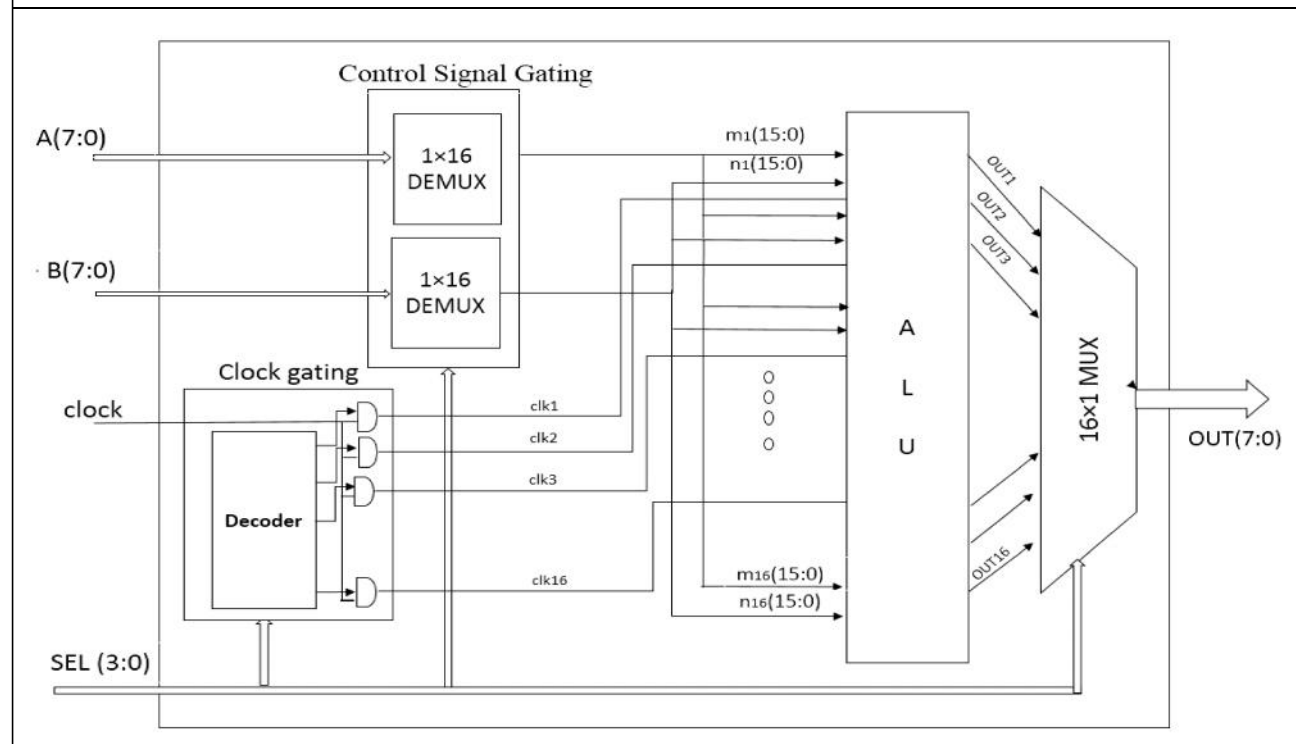 Control Signal Gating
A(7:0)
1×16
DEMUX
m1(15:0)
n1(15:0)
OUT1
OUT2
OUT3
B(7:0)
1×16
DEMUX
A
L
U
16×1 MUX
OUT(7:0)
Clock gating
clock
clk1
clk2
clk3
Decoder
clk16
OUT16
m16(15:0)
n16(15:0)
SEL (3:0)